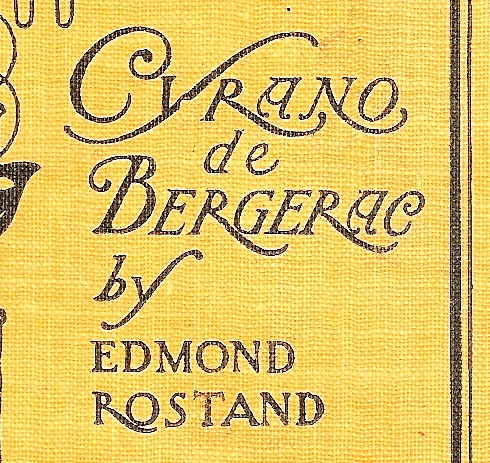 CYRANO
de
BERGERAC
by
EDMOND
ROSTAND